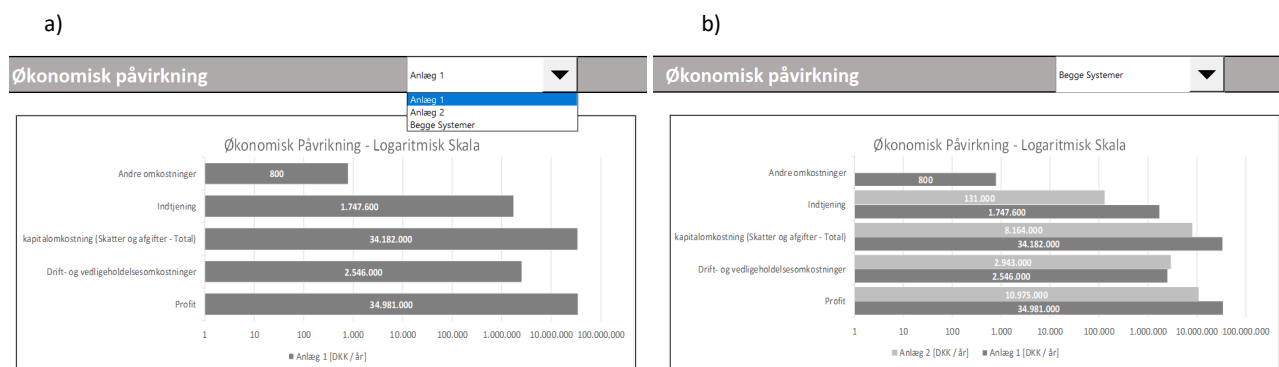 a)
Økonomisk påvirkning
Anlæg 1
Anlæg 1
Anlæg 2
Begge Systemer
Økonomisk Påvrikning - Logaritmisk Skala
Andre omkostninger
800
Indtjening
1.747.600
kapitalomkostning (Skatter og afgifter - Total)
34.182.000
Drift- og vedligeholdelsesomkostninger
2.546.000
Profit
34.981.000
1 10 100 1.000 10.000 100.000 1.000.000 10.000.000 100.000.000
Anlæg 1 [DKK / år]
b)
Økonomisk påvirkning
Begge Systemer
Økonomisk Påvirkning - Logaritmisk Skala
Andre omkostninger
800
Indtjening
131.000
1.747.600
kapitalomkostning (Skatter og afgifter - Total)
8.164.000
34.182.000
Drift- og vedligeholdelsesomkostninger
2.943.000
2.546.000
Profit
10.975.000
34.981.000
1 10 100 1.000 10.000 100.000 1.000.000 10.000.000 100.000.000
Anlæg 2 [DKK / år] Anlæg 1 [DKK / år]